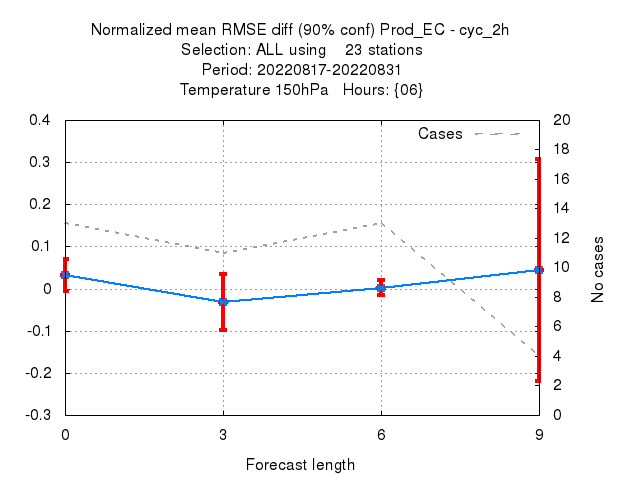 Normalized mean RMSE diff (90% conf) Prod_EC - cyc_2h
Selection: ALL using    23 stations
Period: 20220817-20220831
Temperature 150hPa   Hours: {06}
Cases
0.4
0.3
0.2
0.1
0
-0.1
-0.2
-0.3
20
18
16
14
12
10
8
6
4
2
0
No cases
0 3 6 9
Forecast length